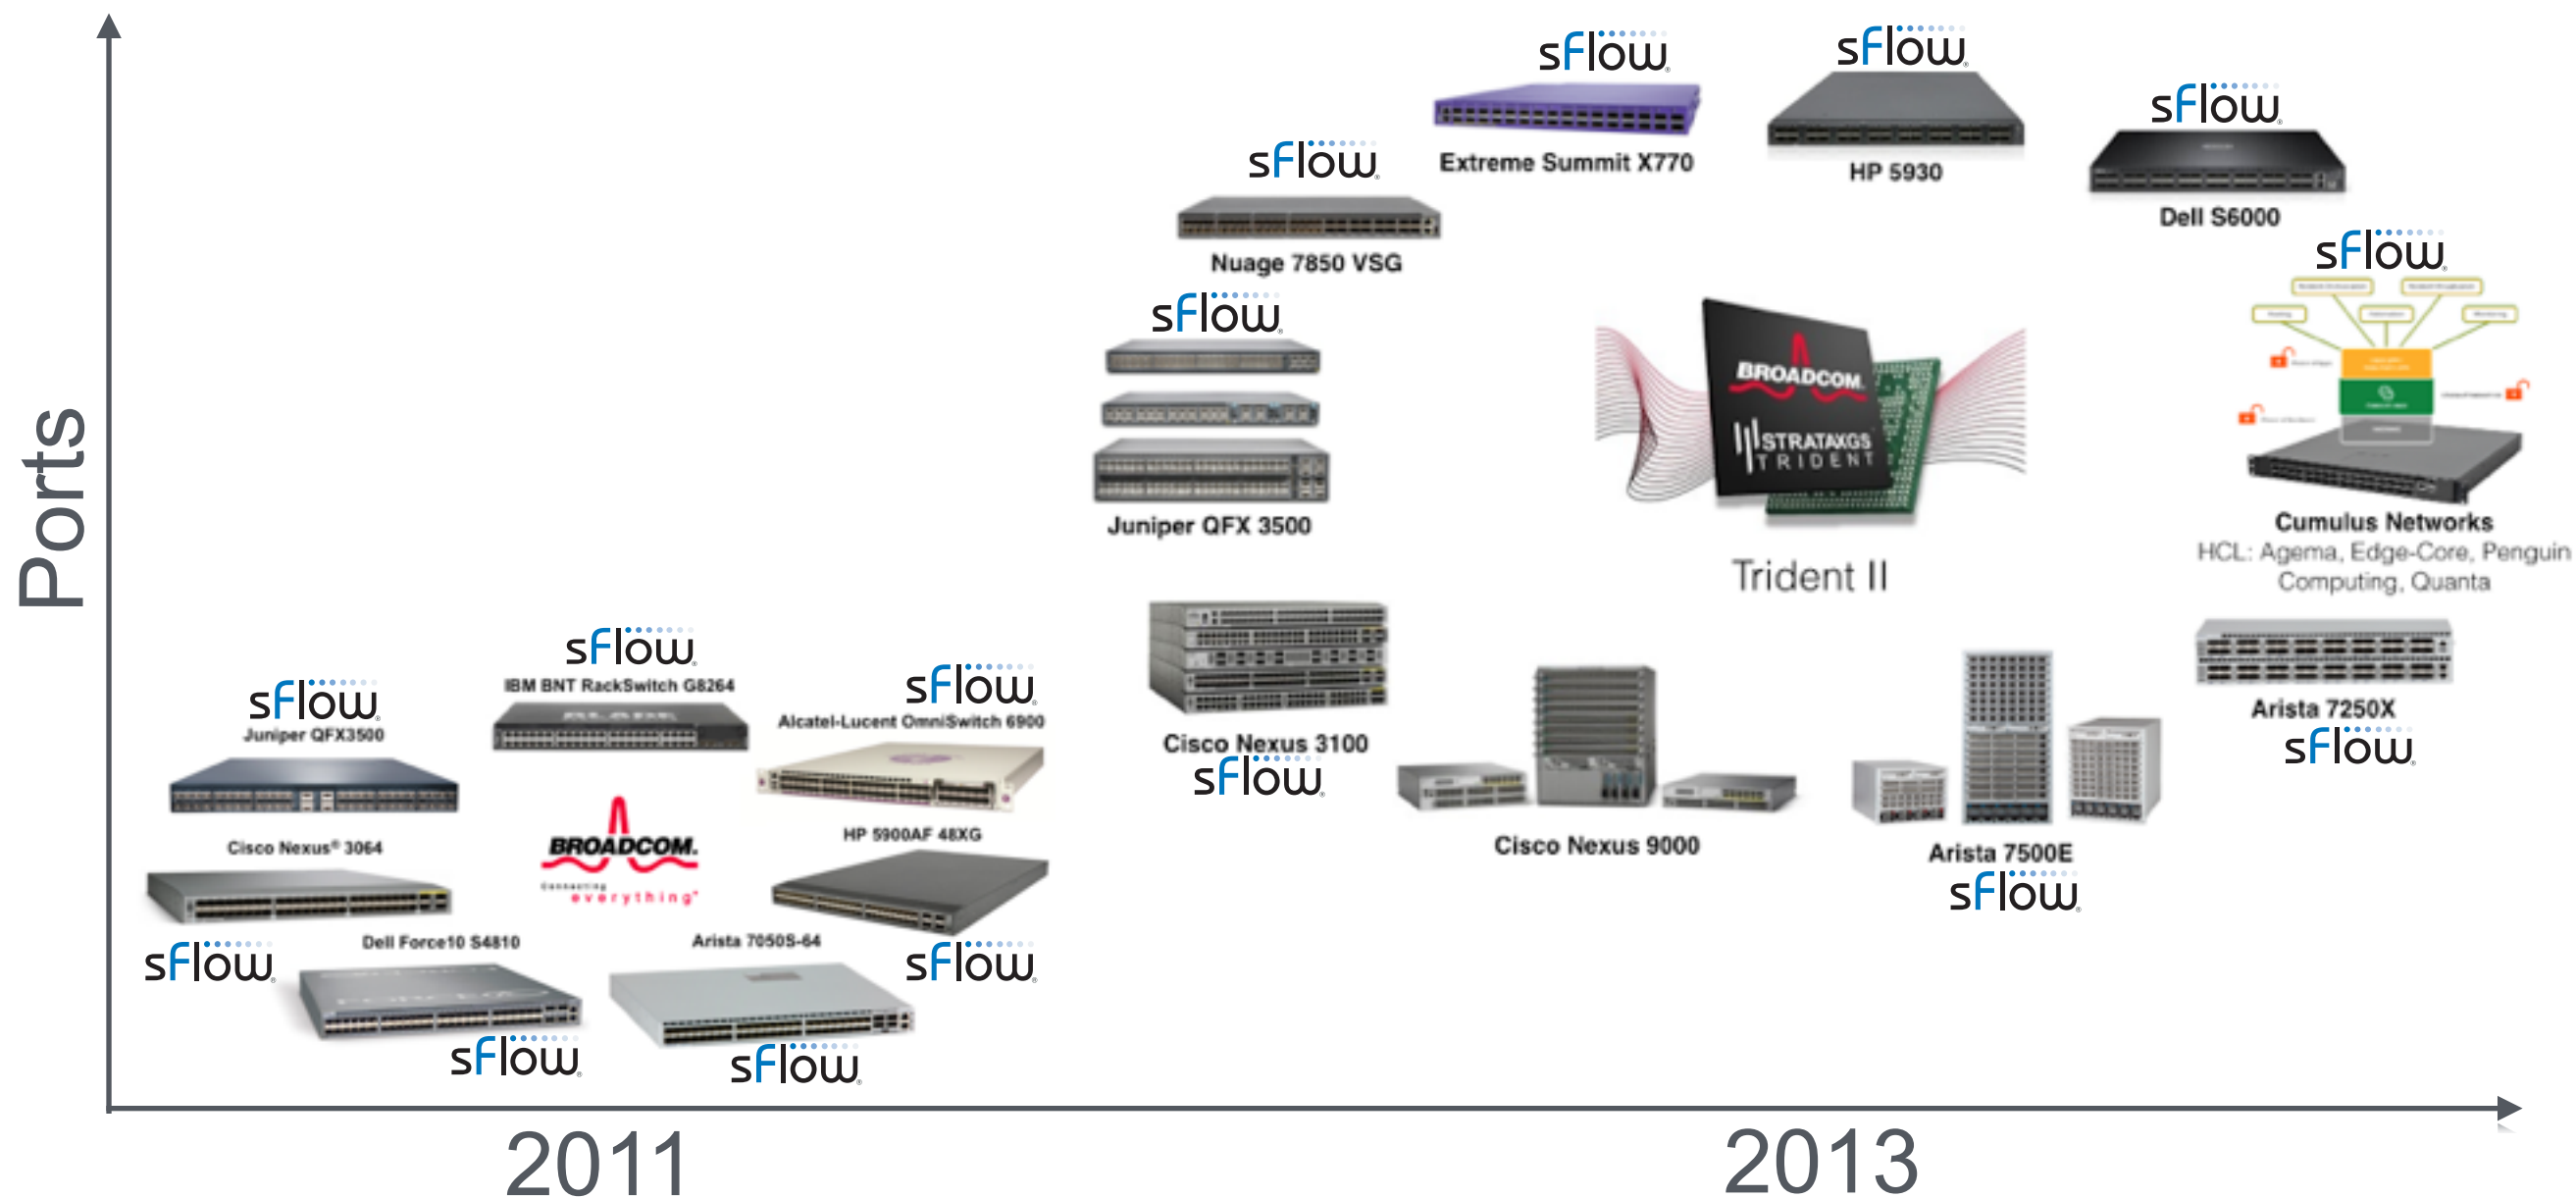 Ports
sFlow
Extreme Summit X770
sFlow
HP 5930
sFlow
Dell S6000
sFlow
Nuage 7850 VSG
sFlow
Juniper QFX 3500
BROADCOM.
STRATAXGS
TRIDENT
Trident II
sFlow
Cumulus Networks
HCL: Agema, Edge-Core, Penguin
Computing, Quanta
sFlow
Juniper QFX3500
sFlow
IBM BNT RackSwitch G8264
sFlow
Alcatel-Lucent OmniSwitch 6900
Cisco Nexus® 3064
sFlow
BROADCOM.
Connecting
everything®
HP 5900AF 48XG
sFlow
Dell Force10 S4810
sFlow
Arista 7050S-64
sFlow
Cisco Nexus 3100
sFlow
Cisco Nexus 9000
Arista 7500E
sFlow
Arista 7250X
sFlow
2011
2013